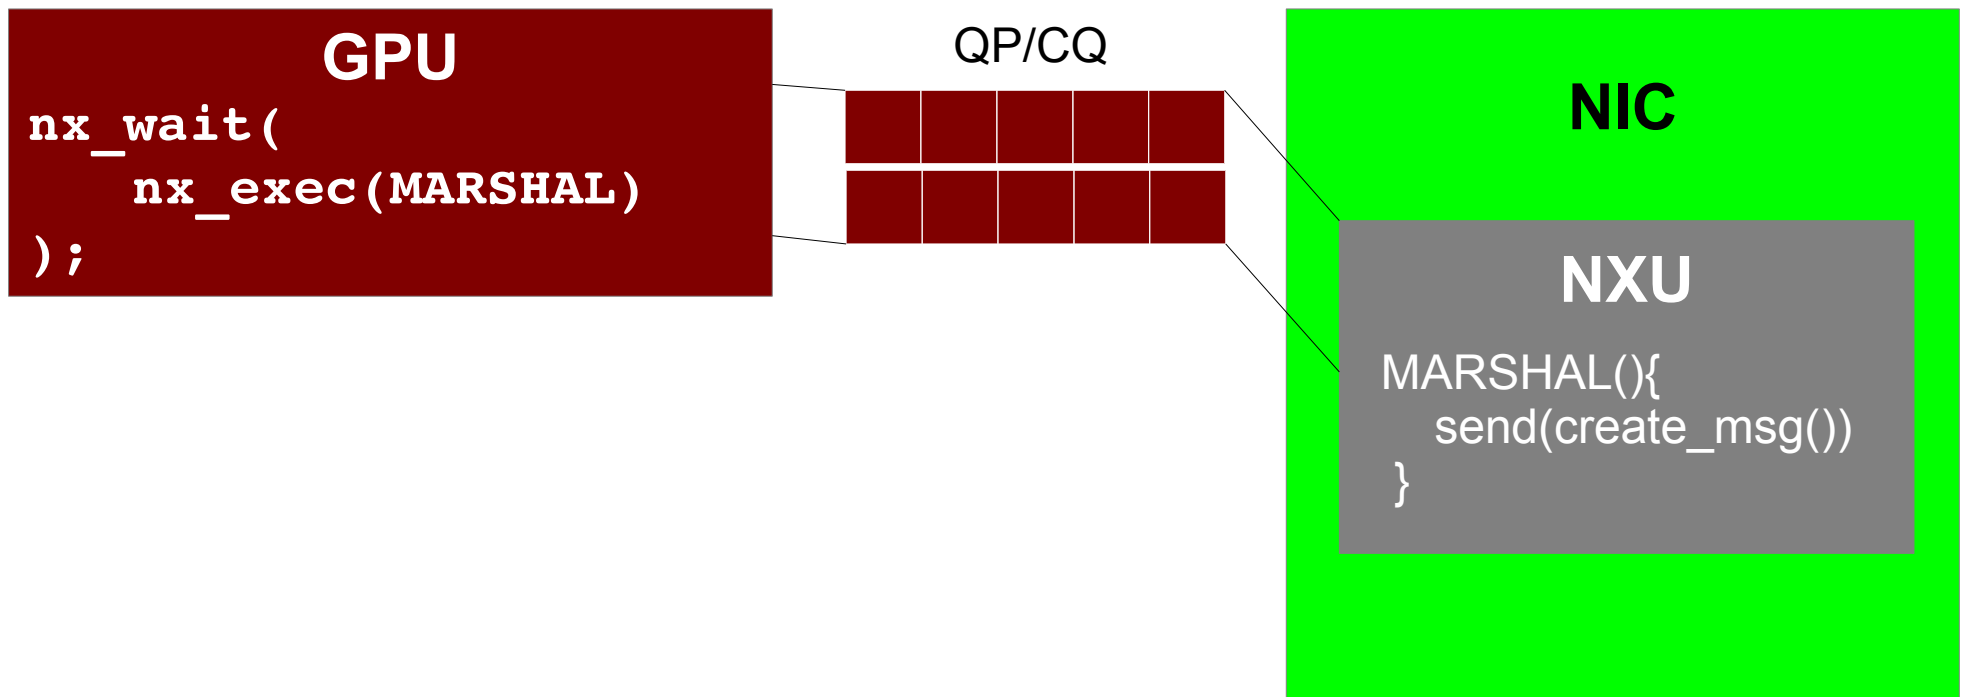 GPU
nx_wait(
nx_exec(MARSHAL)
);
QP/CQ
NIC
NXU
MARSHAL(){
send(create_msg())
}